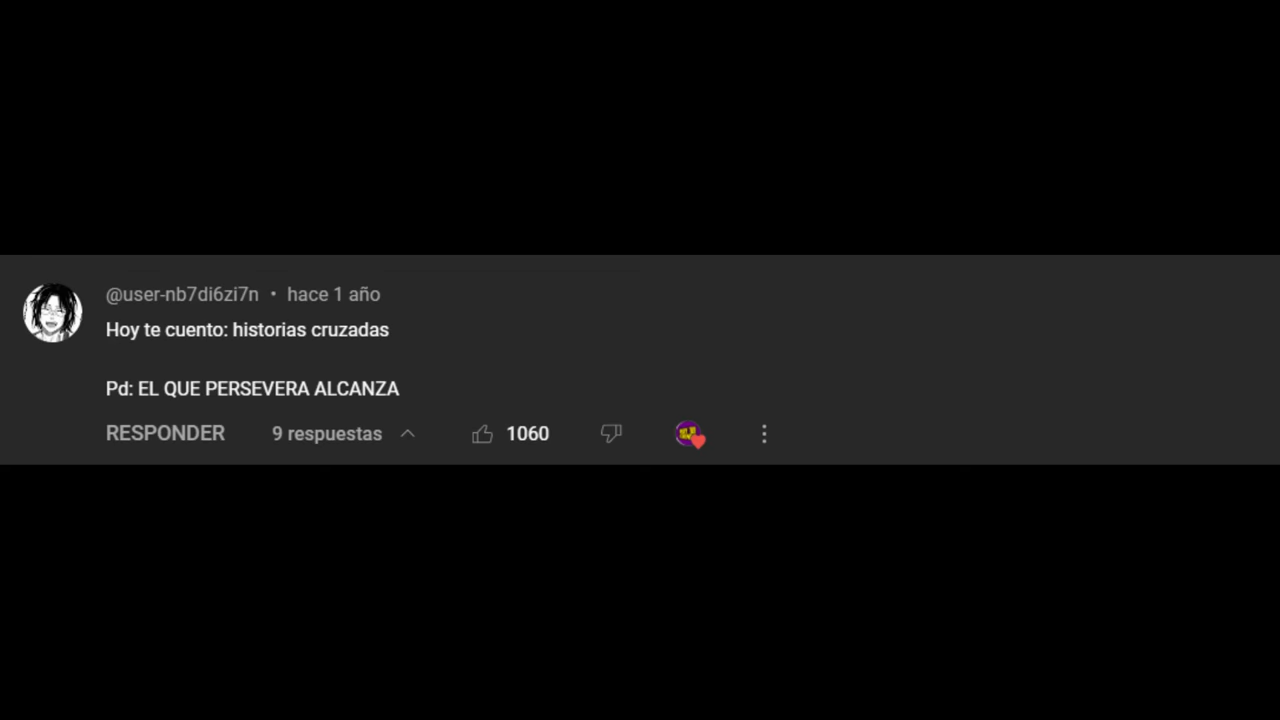 @user-nb7di6zi7n • hace 1 año
Hoy te cuento: historias cruzadas
Pd: EL QUE PERSEVERA ALCANZA
RESPONDER 9 respuestas 1060